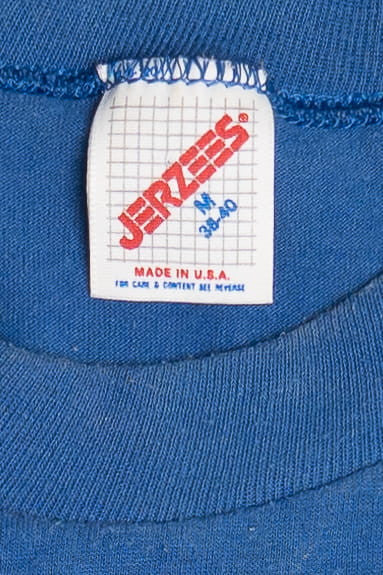 JERZEES®
M
38-40
MADE IN U.S.A.
FOR CARE & CONTENT SEE REVERSE